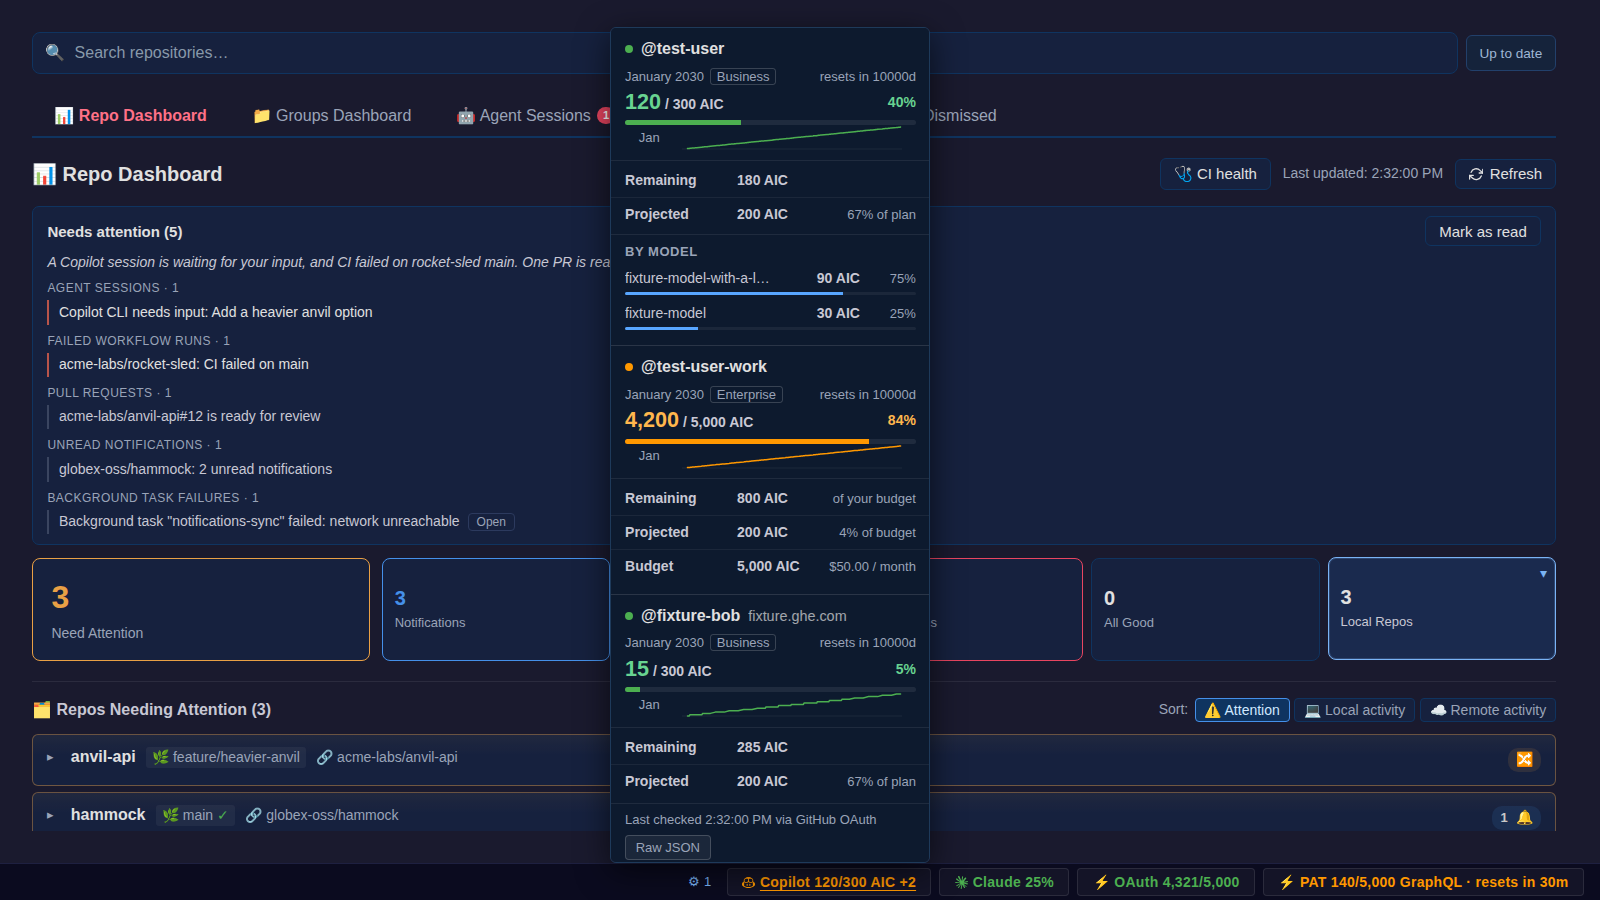 Search repositories…
Up to date
Repo Dashboard
Groups Dashboard
Agent Sessions 1
Dismissed
Repo Dashboard
CI health
Last updated: 2:32:00 PM
Refresh
Needs attention (5)
Mark as read
A Copilot session is waiting for your input, and CI failed on rocket-sled main. One PR is rea
AGENT SESSIONS · 1
Copilot CLI needs input: Add a heavier anvil option
FAILED WORKFLOW RUNS · 1
acme-labs/rocket-sled: CI failed on main
PULL REQUESTS · 1
acme-labs/anvil-api#12 is ready for review
UNREAD NOTIFICATIONS · 1
globex-oss/hammock: 2 unread notifications
BACKGROUND TASK FAILURES · 1
Background task "notifications-sync" failed: network unreachable Open
3
Need Attention
3
Notifications
s
0
All Good
3
Local Repos
▾
Repos Needing Attention (3)
Sort: Attention Local activity Remote activity
▸ anvil-api feature/heavier-anvil acme-labs/anvil-api
▸ hammock main ✓ globex-oss/hammock
1
@test-user
January 2030 Business resets in 10000d
120 / 300 AIC 40%
Jan
Remaining 180 AIC
Projected 200 AIC 67% of plan
BY MODEL
fixture-model-with-a-l… 90 AIC 75%
fixture-model 30 AIC 25%
@test-user-work
January 2030 Enterprise resets in 10000d
4,200 / 5,000 AIC 84%
Jan
Remaining 800 AIC of your budget
Projected 200 AIC 4% of budget
Budget 5,000 AIC $50.00 / month
@fixture-bob fixture.ghe.com
January 2030 Business resets in 10000d
15 / 300 AIC 5%
Jan
Remaining 285 AIC
Projected 200 AIC 67% of plan
Last checked 2:32:00 PM via GitHub OAuth
Raw JSON
1
Copilot 120/300 AIC +2
Claude 25%
OAuth 4,321/5,000
PAT 140/5,000 GraphQL · resets in 30m